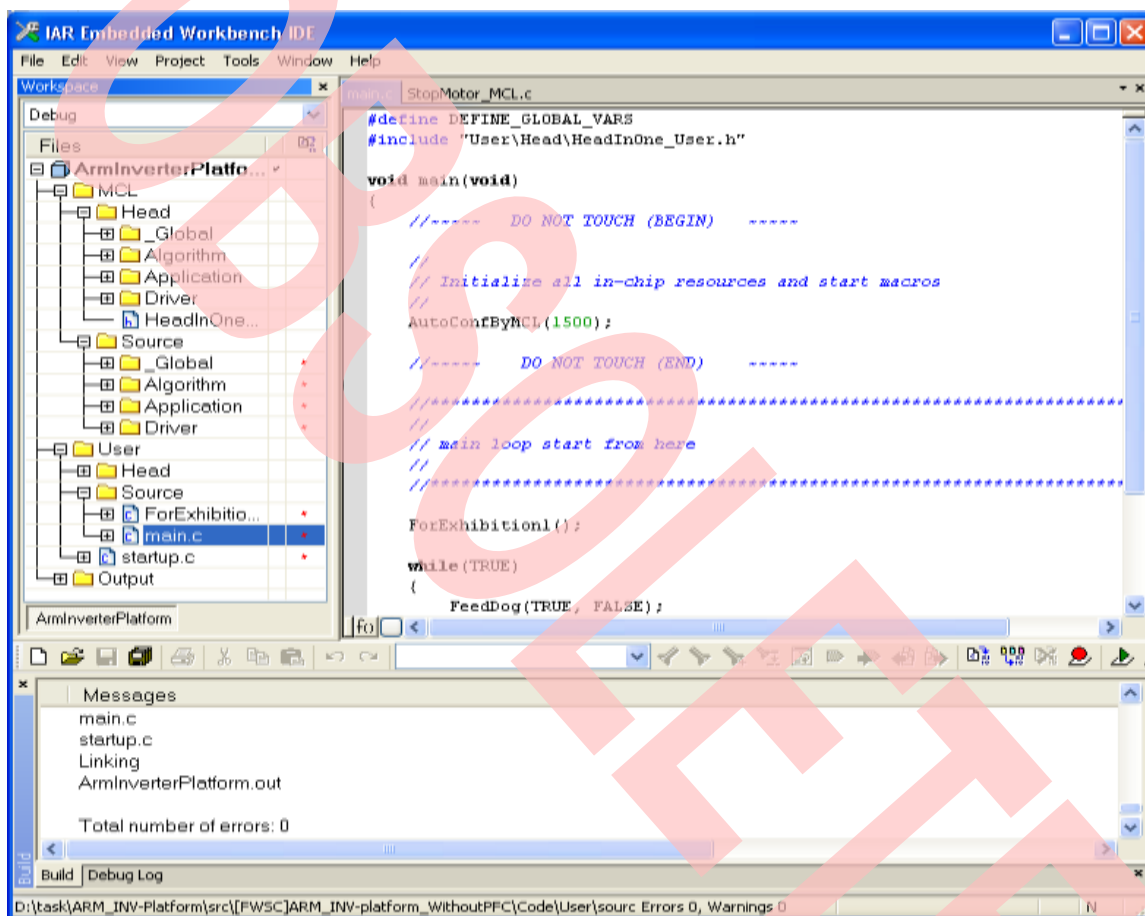 IAR Embedded Workbench IDE
File Edit View Project Tools Window Help
Workspace
Debug
Files
ArmInverterPlatfo...
MCL
Head
_Global
Algorithm
Application
Driver
HeadInOne...
Source
_Global
Algorithm
Application
Driver
User
Head
Source
ForExhibitio...
main.c
startup.c
Output
ArmInverterPlatform
main.c StopMotor_MCL.c
#define DEFINE_GLOBAL_VARS
#include "User\Head\HeadInOne_User.h"
void main(void)
{
//----- DO NOT TOUCH (BEGIN) -----
//
// Initialize all in-chip resources and start macros
//
AutoConfByMCL(1500);
//----- DO NOT TOUCH (END) -----
//************************************************************************
//
// main loop start from here
//
//************************************************************************
ForExhibition1();
while(TRUE)
{
FeedDog(TRUE, FALSE);
Messages
main.c
startup.c
Linking
ArmInverterPlatform.out
Total number of errors: 0
Build
Build Debug Log
D:\task\ARM_INV-Platform\src\[FWSC]ARM_INV-platform_WithoutPFC\Code\User\sourc Errors 0, Warnings 0 N